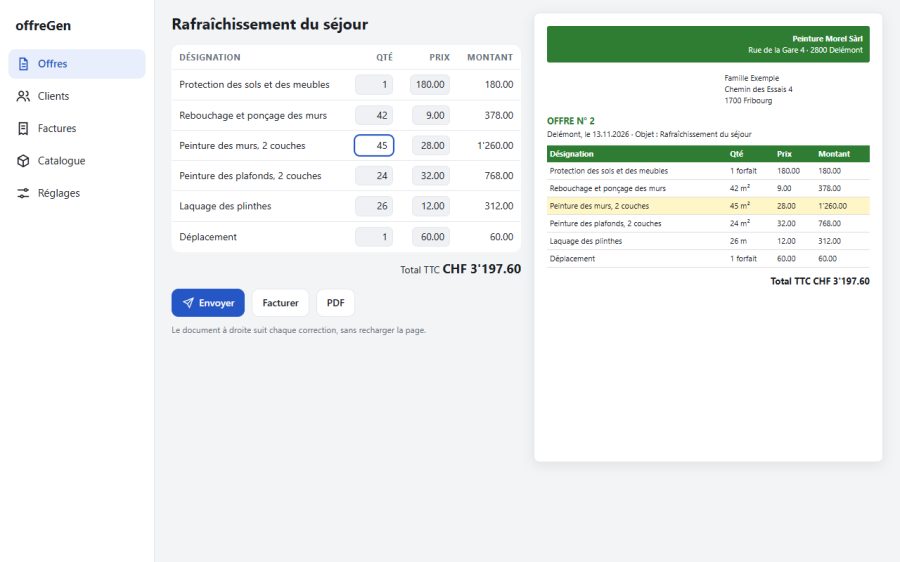 offreGen
Offres
Clients
Factures
Catalogue
Réglages
Rafraîchissement du séjour
DÉSIGNATION QTÉ PRIX MONTANT
Protection des sols et des meubles 1 180.00 180.00
Rebouchage et ponçage des murs 42 9.00 378.00
Peinture des murs, 2 couches 45 28.00 1'260.00
Peinture des plafonds, 2 couches 24 32.00 768.00
Laquage des plinthes 26 12.00 312.00
Déplacement 1 60.00 60.00
Total TTC CHF 3'197.60
Envoyer Facturer PDF
Le document à droite suit chaque correction, sans recharger la page.
Peinture Morel Sàrl
Rue de la Gare 4 - 2800 Delémont
Famille Exemple
Chemin des Essais 4
1700 Fribourg
OFFRE N° 2
Delémont, le 13.11.2026 - Objet : Rafraîchissement du séjour
Désignation Qté Prix Montant
Protection des sols et des meubles 1 forfait 180.00 180.00
Rebouchage et ponçage des murs 42 m² 9.00 378.00
Peinture des murs, 2 couches 45 m² 28.00 1'260.00
Peinture des plafonds, 2 couches 24 m² 32.00 768.00
Laquage des plinthes 26 m 12.00 312.00
Déplacement 1 forfait 60.00 60.00
Total TTC CHF 3'197.60